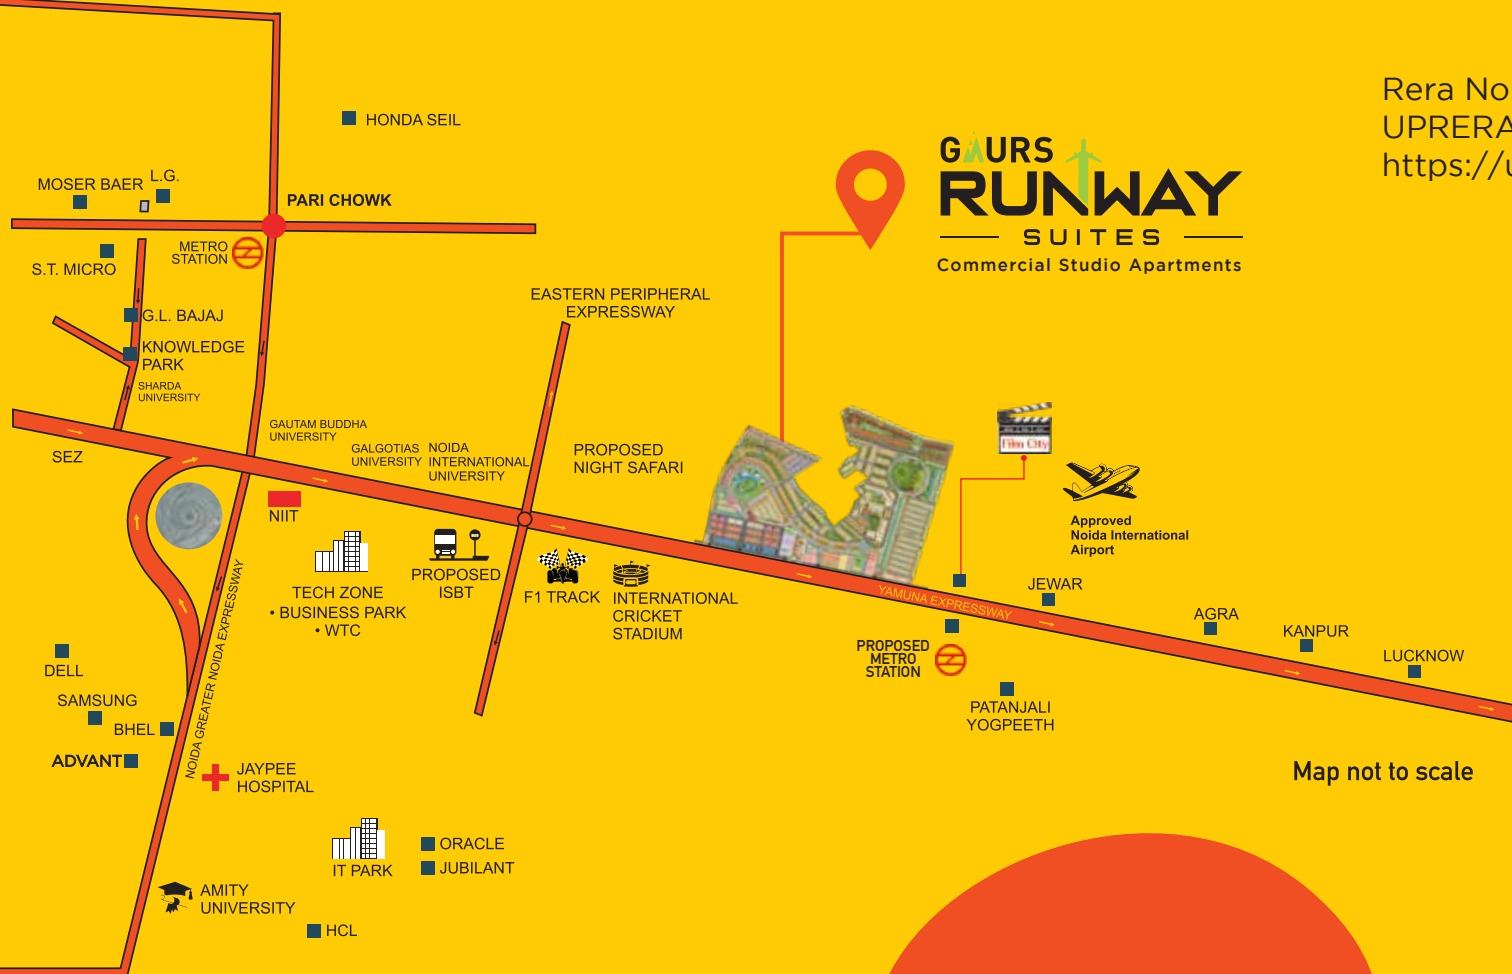 HONDA SEIL
Rera No
UPRERA
https://u
GAURS
RUNWAY
SUITES
Commercial Studio Apartments
L.G.
MOSER BAER
PARI CHOWK
METRO
STATION
S.T. MICRO
G.L. BAJAJ
KNOWLEDGE
PARK
SHARDA
UNIVERSITY
EASTERN PERIPHERAL
EXPRESSWAY
SEZ
GAUTAM BUDDHA
UNIVERSITY
GALGOTIAS
UNIVERSITY
NOIDA
INTERNATIONAL
UNIVERSITY
PROPOSED
NIGHT SAFARI
Film City
Approved
Noida International
Airport
NIIT
TECH ZONE
• BUSINESS PARK
• WTC
PROPOSED
ISBT
F1 TRACK
INTERNATIONAL
CRICKET
STADIUM
YAMUNA EXPRESSWAY
JEWAR
AGRA
KANPUR
LUCKNOW
PROPOSED
METRO
STATION
PATANJALI
YOGPEETH
NOIDA GREATER NOIDA EXPRESSWAY
DELL
SAMSUNG
BHEL
ADVANT
JAYPEE
HOSPITAL
Map not to scale
IT PARK
ORACLE
JUBILANT
AMITY
UNIVERSITY
HCL